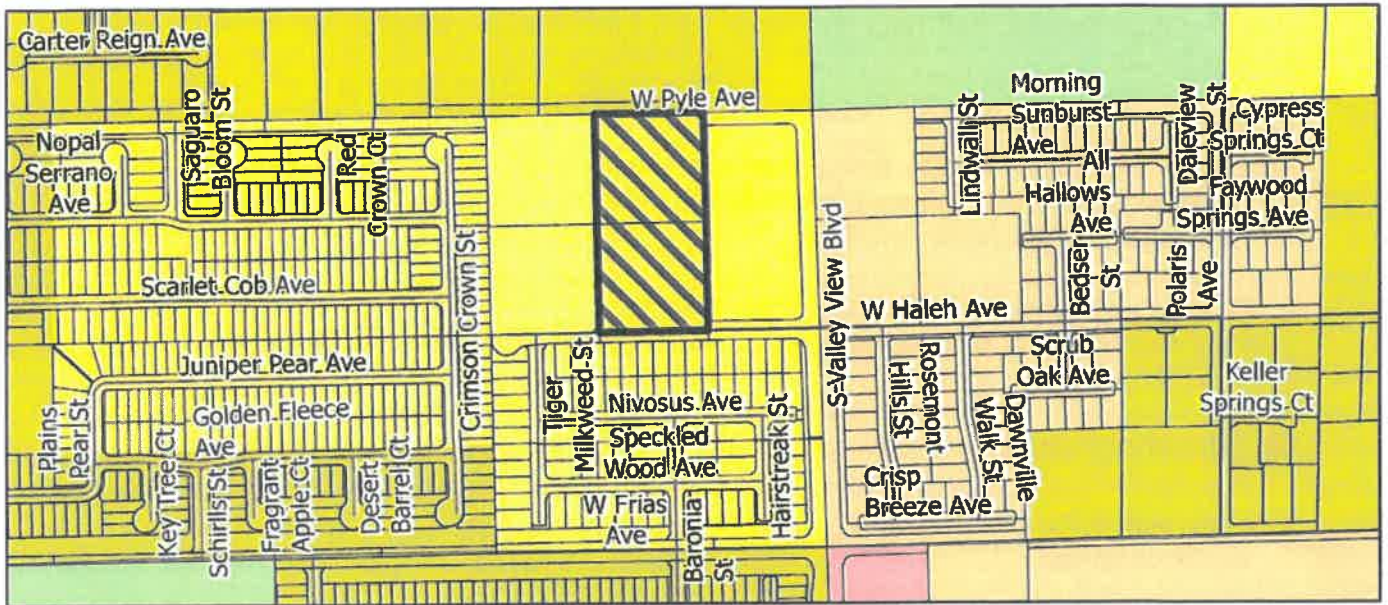 Carter Reign Ave
W Pyle Ave
Morning
Sunburst
Ave
Lindwall St
Daleview
St
Cypress
Springs Ct
Nopal
Serrano
Ave
Saguaro
Bloom St
Red
Crown Ct
All
Hallows
Ave
Faywood
Springs Ave
Bedser
St
Polaris
Ave
Scarlet Cob Ave
Crimson Crown St
S Valley View Blvd
W Haleh Ave
Juniper Pear Ave
Tiger
Milkweed St
Rosemont
Hills St
Scrub
Oak Ave
Keller
Springs Ct
Plains
Pear St
Golden Fleece
Ave
Nivosus Ave
Speckled
Wood Ave
Hairstreak St
Dawnville
Walk St
Crisp
Breeze Ave
Key Tree Ct
Schirlls St
Fragrant
Apple Ct
Desert
Barrel Ct
W Frias
Ave
Baronia
St